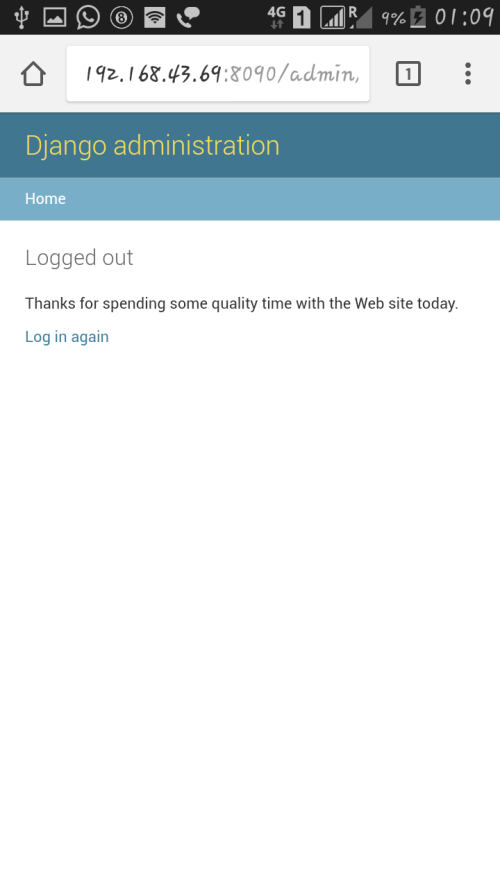 4G 1 R 9% 01:09
192.168.43.69:8090/admin,
1
Django administration
Home
Logged out
Thanks for spending some quality time with the Web site today.
Log in again